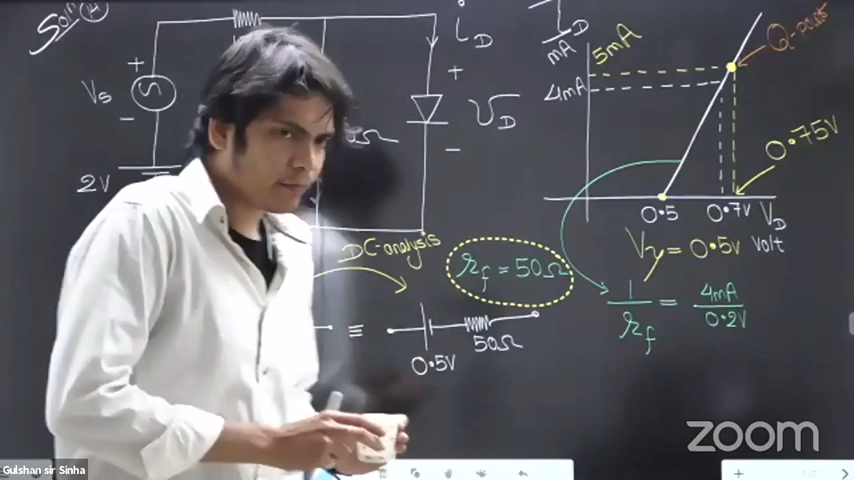 Soln 14
Vs
+
−
2V
iD
+
VD
−
Ω
D
mA
5mA
4mA
Q-point
0.75V
0.5
0.7V
VD
Volt
Vγ = 0.5V
DC-analysis
rf = 50Ω
1/rf = 4mA/0.2V
≡
0.5V
50Ω
zoom
Gulshan sir Sinha